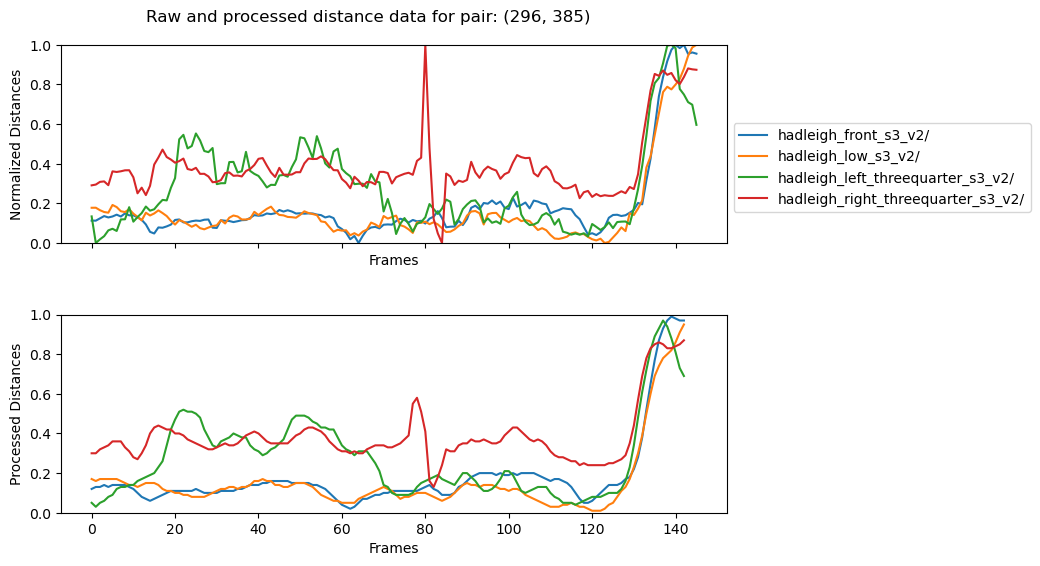 Raw and processed distance data for pair: (296, 385)
Normalized Distances
1.0
0.8
0.6
0.4
0.2
0.0
Frames
hadleigh_front_s3_v2/
hadleigh_low_s3_v2/
hadleigh_left_threequarter_s3_v2/
hadleigh_right_threequarter_s3_v2/
Processed Distances
1.0
0.8
0.6
0.4
0.2
0.0
0 20 40 60 80 100 120 140
Frames